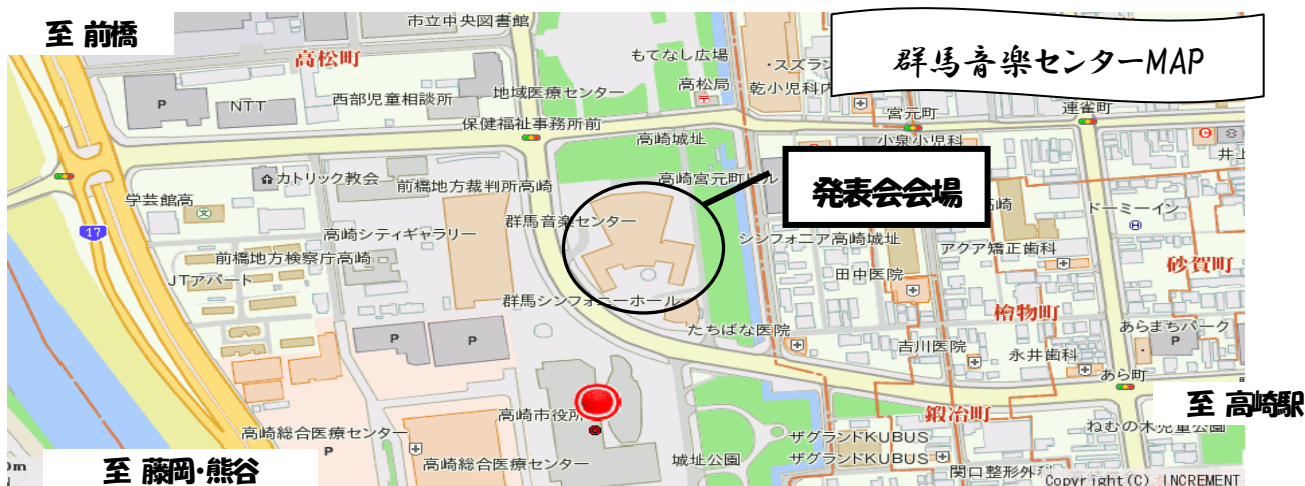 至 前橋
市立中央図書館
群馬音楽センターMAP
高松町
もてなし広場
・スズラン
P
NTT
西部児童相談所
地域医療センター
高松局
乾小児科内
宮元町
連雀町
保健福祉事務所前
高崎城址
小泉小児科
井上
カトリック教会
前橋地方裁判所高崎
高崎宮元町ビル
発表会会場
学芸館高
文
17
群馬音楽センター
高崎シティギャラリー
シンフォニア高崎城址
崎
ドーミーイン
H
アクア矯正歯科
前橋地方検察庁高崎
JTアパート
田中医院
砂賀町
群馬シンフォニーホール
檜物町
たちばな医院
あらまちパーク
P
P
P
吉川医院
永井歯科
あら町
至 高崎駅
高崎市役所
鍛冶町
ねむの木児童公園
高崎総合医療センター
ザグランドKUBUS
P
高崎総合医療センター
城址公園
ザグランドKUBUS
関口整形外科
至 藤岡・熊谷
0m
Copyright(C) INCREMENT